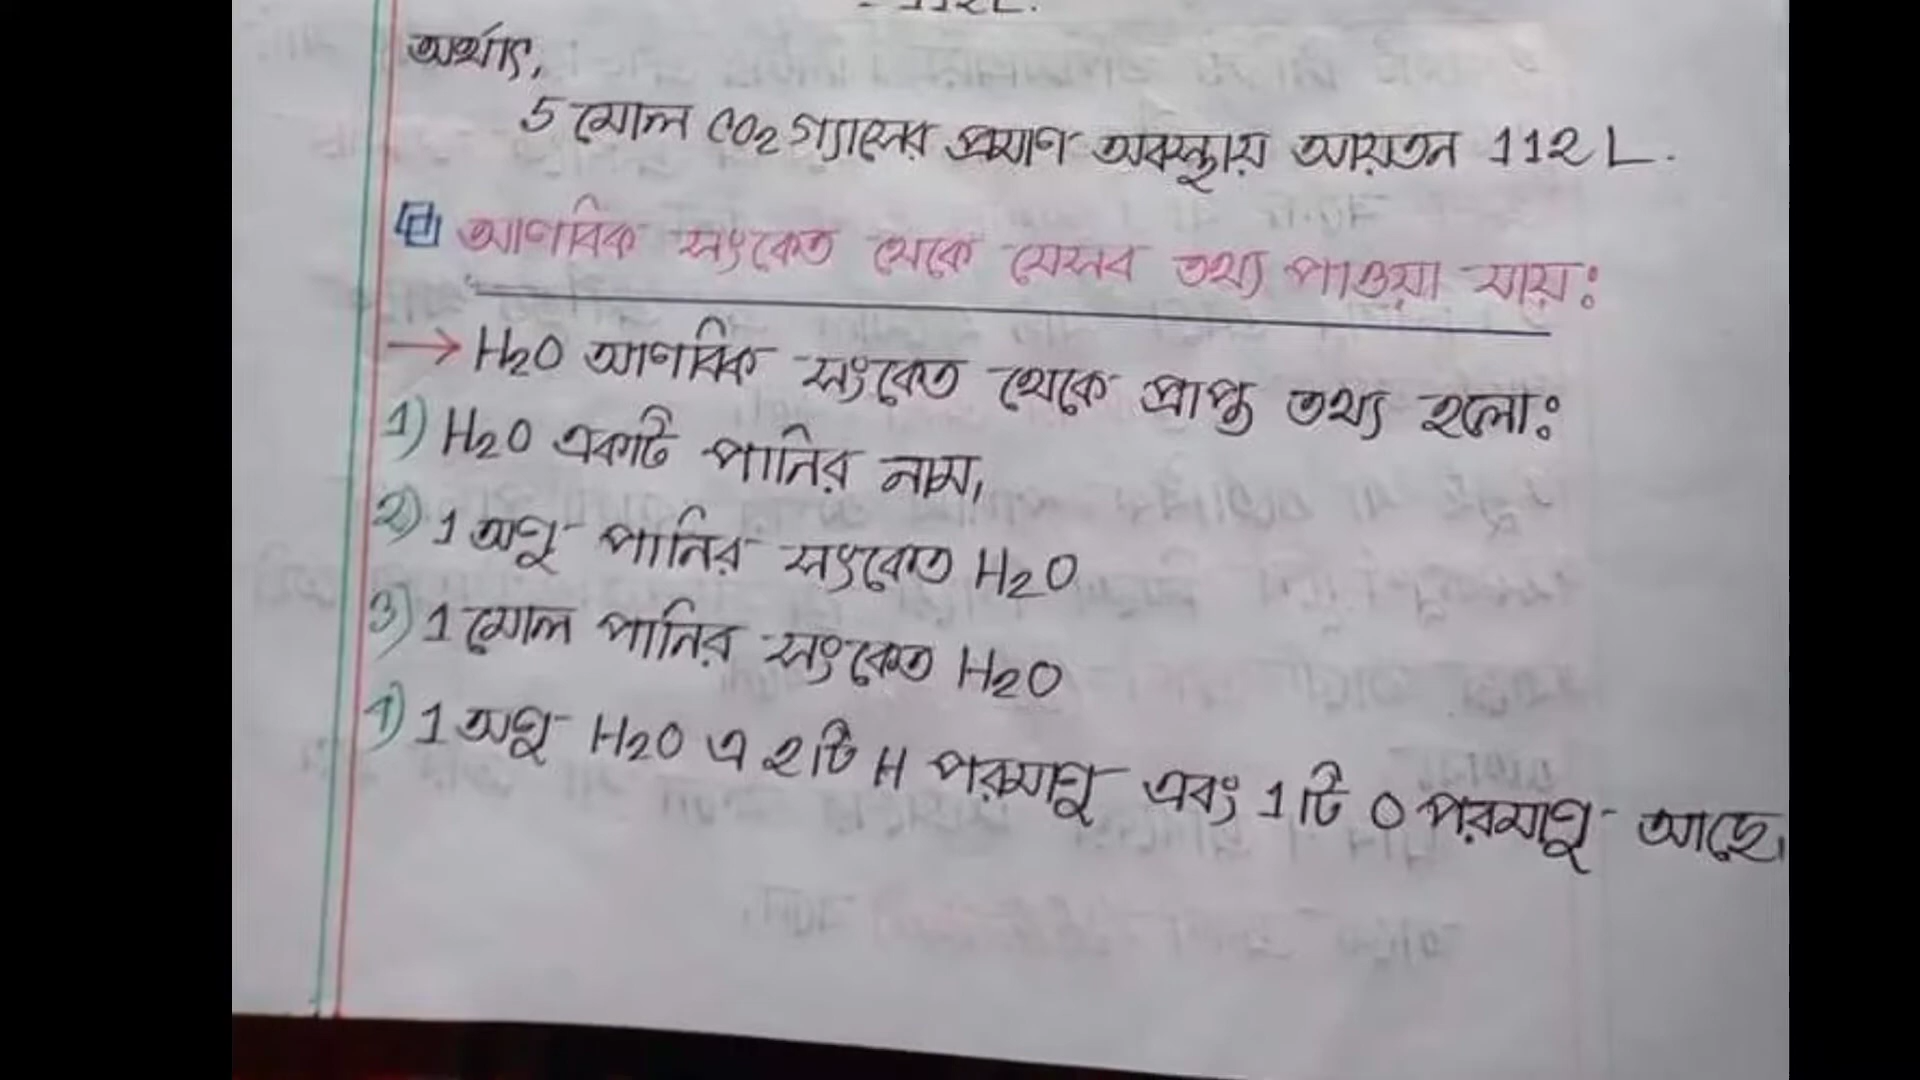 অর্থাৎ,
5 মোল CO2 গ্যাসের প্রমাণ অবস্থায় আয়তন 112 L.
আণবিক সংকেত থেকে যেসব তথ্য পাওয়া যায়ঃ
→ H2O আণবিক সংকেত থেকে প্রাপ্ত তথ্য হলোঃ
1) H2O একটি পানির নাম,
2) 1 অণু পানির সংকেত H2O
3) 1 মোল পানির সংকেত H2O
4) 1 অণু H2O এ 2টি H পরমাণু এবং 1টি O পরমাণু আছে,